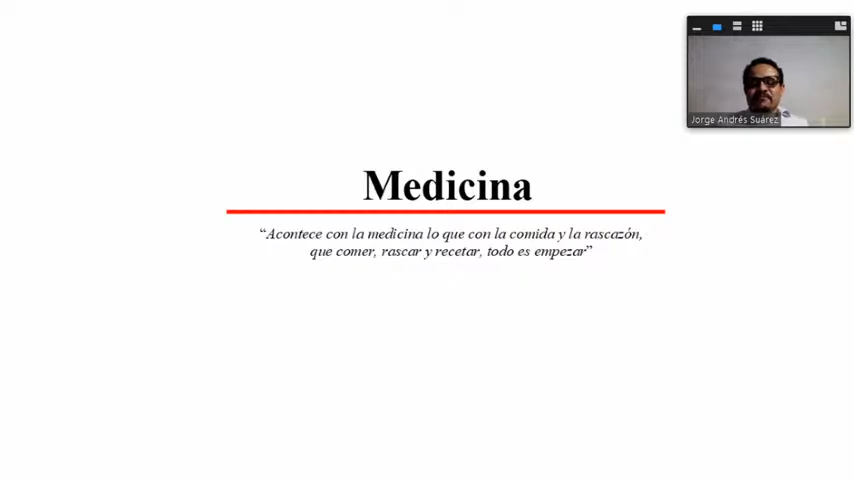 Jorge Andrés Suárez
Medicina
“Acontece con la medicina lo que con la comida y la rascazón,
que comer, rascar y recetar, todo es empezar”